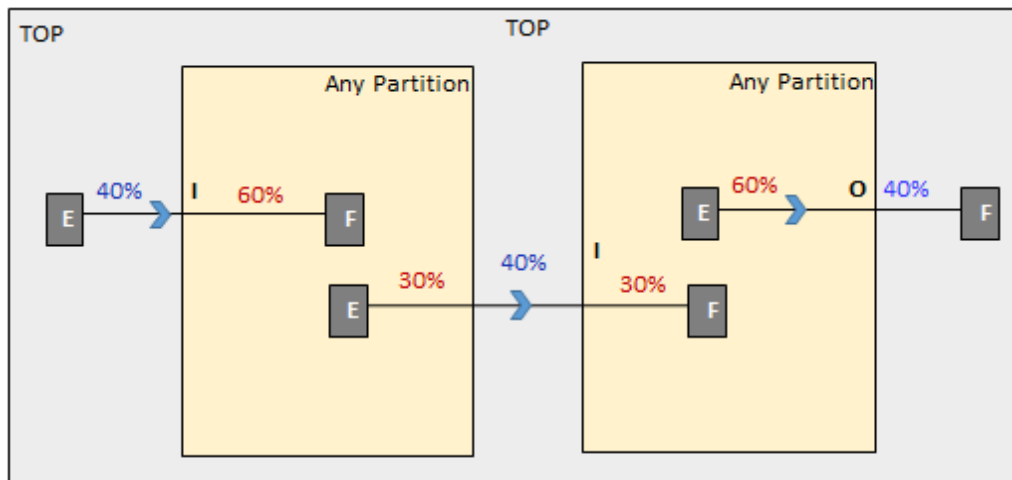 TOP
TOP
Any Partition
Any Partition
40%
I
60%
60%
O
40%
E
F
E
F
30%
40%
I
30%
E
F